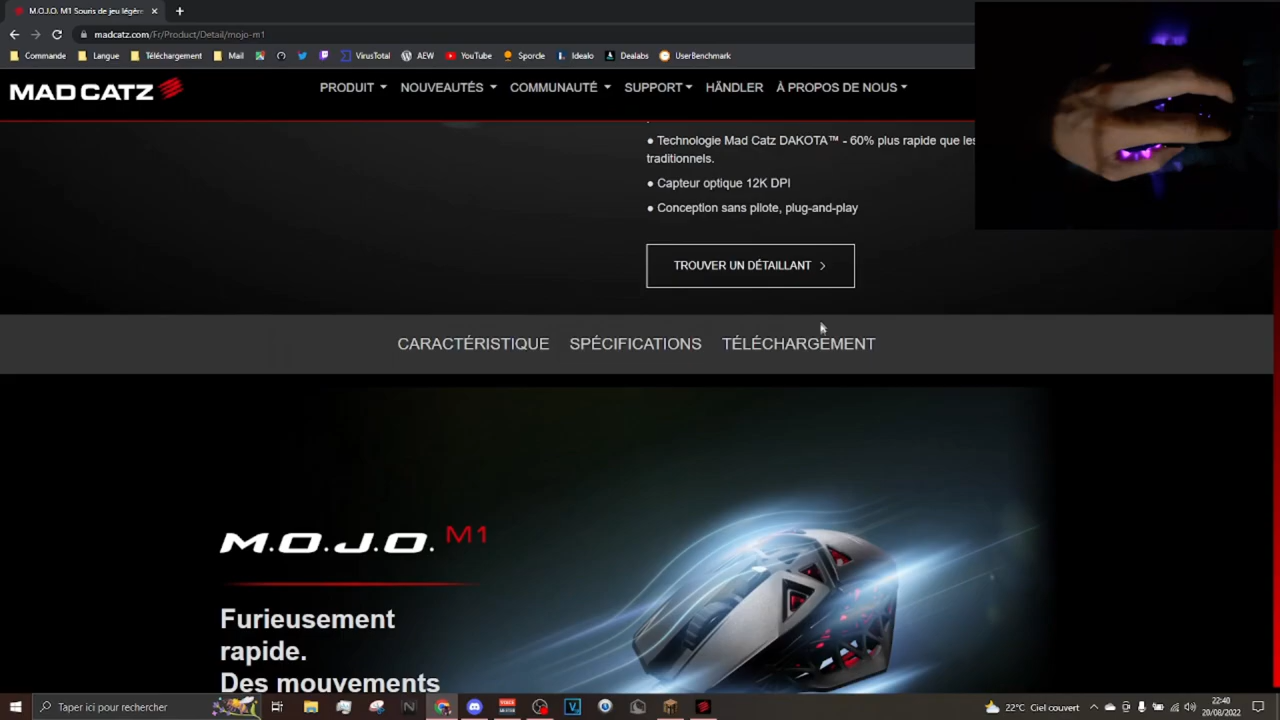 M.O.J.O. M1 Souris de jeu légère
madcatz.com/Fr/Product/Detail/mojo-m1
Commande Langue Téléchargement Mail VirusTotal AEW YouTube Sporde Idealo Dealabs UserBenchmark
MAD CATZ PRODUIT NOUVEAUTÉS COMMUNAUTÉ SUPPORT HÄNDLER À PROPOS DE NOUS
● Technologie Mad Catz DAKOTA™ - 60% plus rapide que les
traditionnels.
● Capteur optique 12K DPI
● Conception sans pilote, plug-and-play
TROUVER UN DÉTAILLANT >
CARACTÉRISTIQUE SPÉCIFICATIONS TÉLÉCHARGEMENT
M.O.J.O. M1
Furieusement
rapide.
Des mouvements
Taper ici pour rechercher
22°C Ciel couvert
22:48
20/08/2022